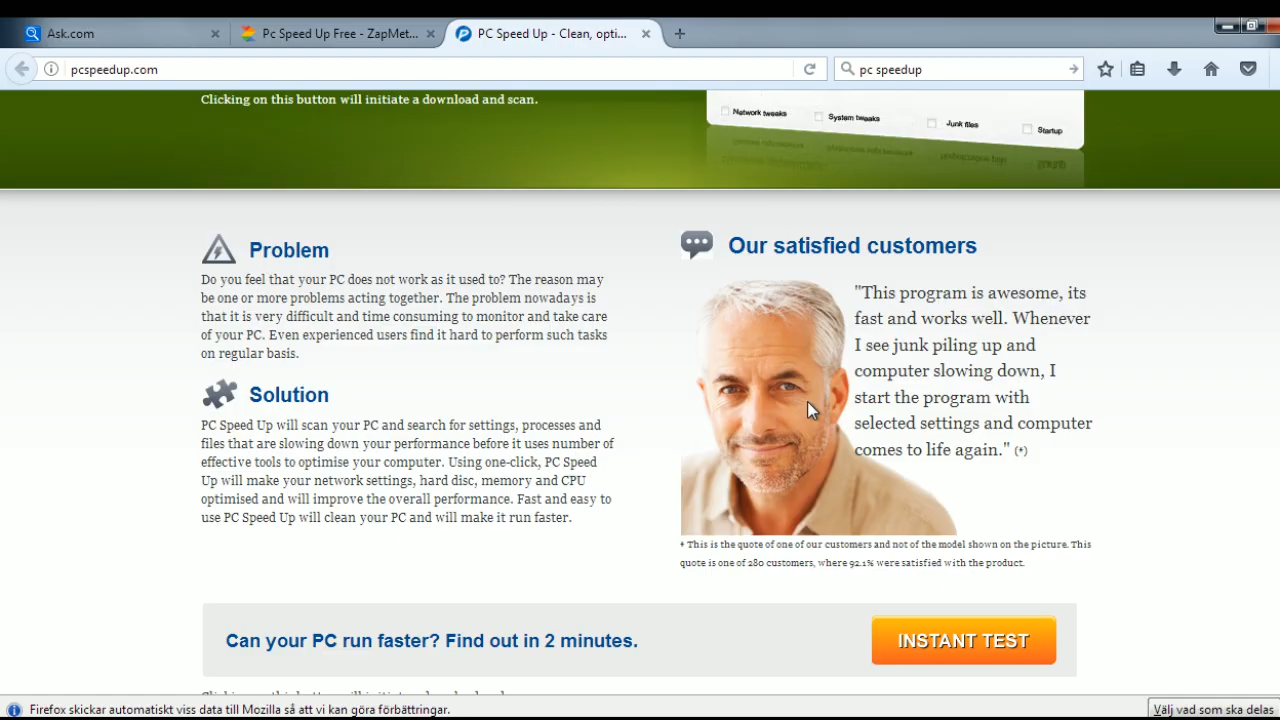 Ask.com
Pc Speed Up Free - ZapMet...
PC Speed Up - Clean, opti...
pcspeedup.com
pc speedup
Clicking on this button will initiate a download and scan.
Network tweaks
System tweaks
Junk files
Startup
Problem
Do you feel that your PC does not work as it used to? The reason may
be one or more problems acting together. The problem nowadays is
that it is very difficult and time consuming to monitor and take care
of your PC. Even experienced users find it hard to perform such tasks
on regular basis.
Solution
PC Speed Up will scan your PC and search for settings, processes and
files that are slowing down your performance before it uses number of
effective tools to optimise your computer. Using one-click, PC Speed
Up will make your network settings, hard disc, memory and CPU
optimised and will improve the overall performance. Fast and easy to
use PC Speed Up will clean your PC and will make it run faster.
Our satisfied customers
"This program is awesome, its
fast and works well. Whenever
I see junk piling up and
computer slowing down, I
start the program with
selected settings and computer
comes to life again." (*)
* This is the quote of one of our customers and not of the model shown on the picture. This
quote is one of 280 customers, where 92.1% were satisfied with the product.
Can your PC run faster? Find out in 2 minutes.
INSTANT TEST
Firefox skickar automatiskt viss data till Mozilla så att vi kan göra förbättringar.
Välj vad som ska delas